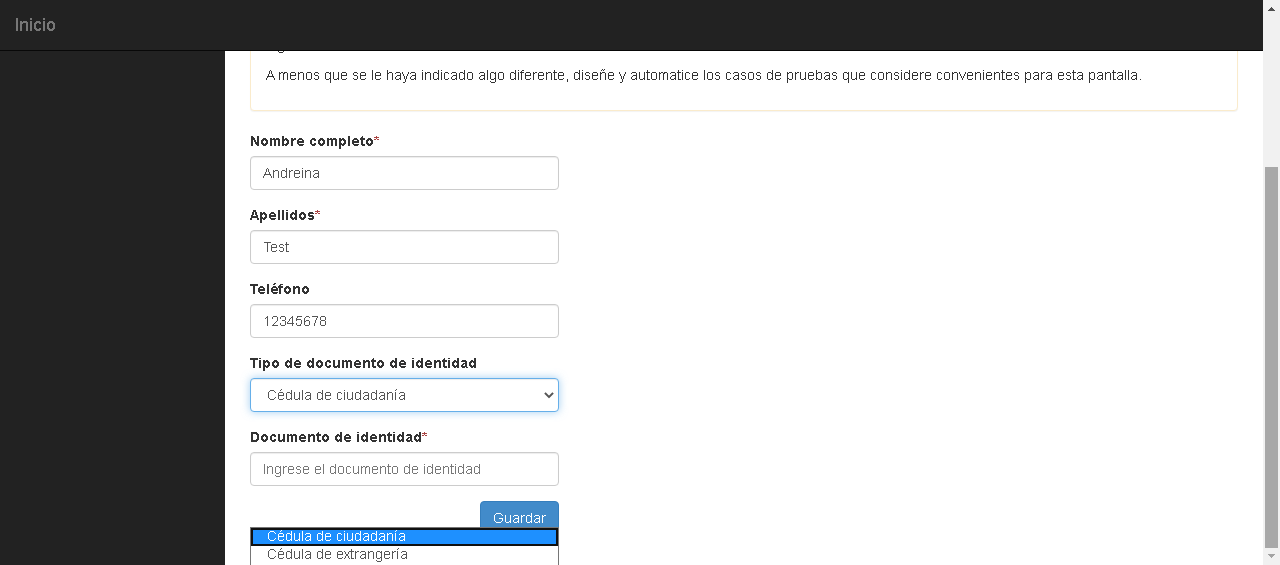 Inicio
A menos que se le haya indicado algo diferente, diseñe y automatice los casos de pruebas que considere convenientes para esta pantalla.
Nombre completo*
Andreina
Apellidos*
Test
Teléfono
12345678
Tipo de documento de identidad
Cédula de ciudadanía
Documento de identidad*
Ingrese el documento de identidad
Guardar
Cédula de ciudadanía
Cédula de extrangería